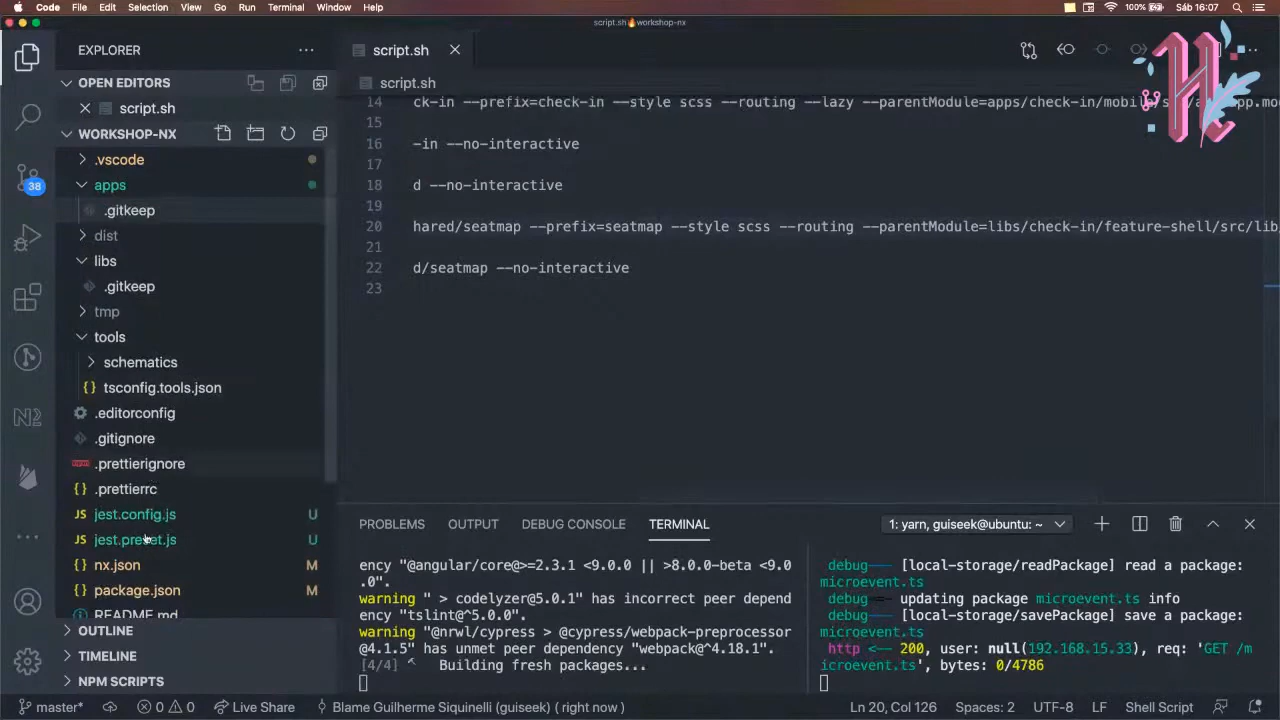 Code File Edit Selection View Go Run Terminal Window Help 100% Sáb 16:07
script.sh — workshop-nx
EXPLORER
OPEN EDITORS
script.sh
WORKSHOP-NX
.vscode
apps
.gitkeep
dist
libs
.gitkeep
tmp
tools
schematics
{} tsconfig.tools.json
.editorconfig
.gitignore
.prettierignore
{} .prettierrc
JS jest.config.js U
JS jest.preset.js U
{} nx.json M
{} package.json M
README.md
OUTLINE
TIMELINE
NPM SCRIPTS
38
script.sh
script.sh
14 ck-in --prefix=check-in --style scss --routing --lazy --parentModule=apps/check-in/mobile/s
15
16 -in --no-interactive
17
18 d --no-interactive
19
20 hared/seatmap --prefix=seatmap --style scss --routing --parentModule=libs/check-in/feature-shell/src/lib
21
22 d/seatmap --no-interactive
23
H
PROBLEMS OUTPUT DEBUG CONSOLE TERMINAL 1: yarn, guiseek@ubuntu: ~
ency "@angular/core@>=2.3.1 <9.0.0 || >8.0.0-beta <9.0
.0".
warning " > codelyzer@5.0.1" has incorrect peer depend
ency "tslint@^5.0.0".
warning "@nrwl/cypress > @cypress/webpack-preprocessor
@4.1.5" has unmet peer dependency "webpack@^4.18.1".
[4/4] Building fresh packages...
debug--- [local-storage/readPackage] read a package:
microevent.ts
debug--- updating package microevent.ts info
debug--- [local-storage/savePackage] save a package:
microevent.ts
http <-- 200, user: null(192.168.15.33), req: 'GET /m
icroevent.ts', bytes: 0/4786
master* 0 0 Live Share Blame Guilherme Siquinelli (guiseek) ( right now ) Ln 20, Col 126 Spaces: 2 UTF-8 LF Shell Script